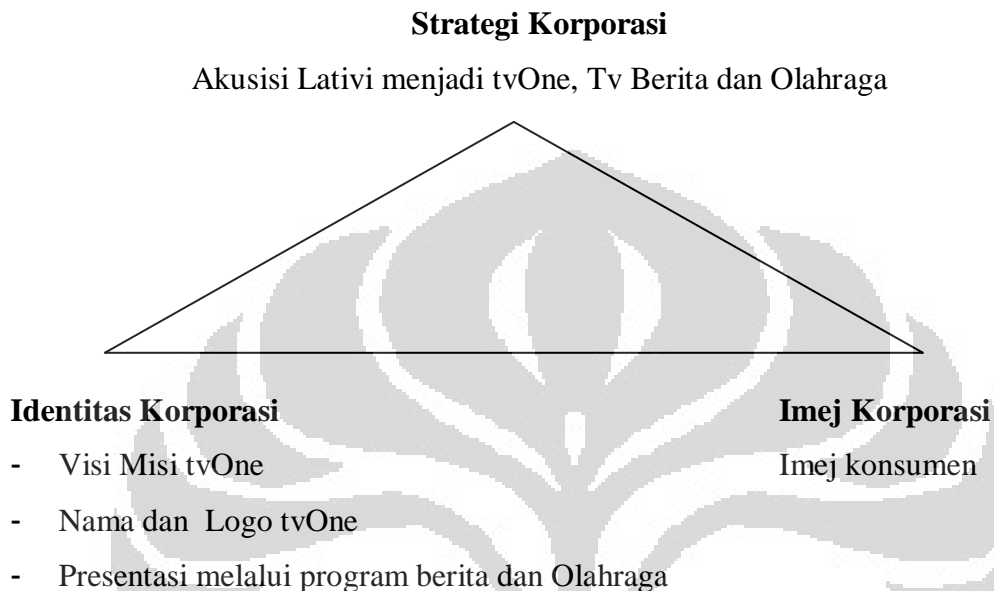 Strategi Korporasi
Akusisi Lativi menjadi tvOne, Tv Berita dan Olahraga
Identitas Korporasi
- Visi Misi tvOne
- Nama dan Logo tvOne
- Presentasi melalui program berita dan Olahraga
Imej Korporasi
Imej konsumen